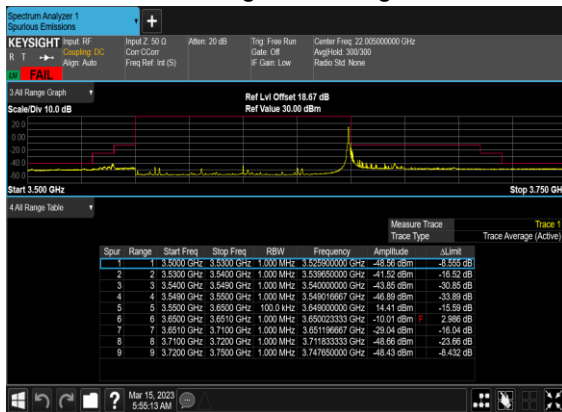 Spectrum Analyzer 1
Spurious Emissions
KEYSIGHT Input: RF Input Z: 50 Ω Atten: 20 dB Trig: Free Run Center Freq: 22.005000000 GHz
R T Coupling: DC Corr CCorr Gate: Off Avg|Hold: 300/300
Align: Auto Freq Ref: Int (S) IF Gain: Low Radio Std: None
LW FAIL
3 All Range Graph
Ref Lvl Offset 18.67 dB
Scale/Div 10.0 dB Ref Value 30.00 dBm
20.0
0.00
-20.0
-40.0
-60.0
Start 3.500 GHz Stop 3.750 GH
4 All Range Table
Measure Trace Trace 1
Trace Type Trace Average (Active)
Spur Range Start Freq Stop Freq RBW Frequency Amplitude ΔLimit
1 1 3.5000 GHz 3.5300 GHz 1.000 MHz 3.525900000 GHz -48.56 dBm -8.555 dB
2 2 3.5300 GHz 3.5400 GHz 1.000 MHz 3.539650000 GHz -41.52 dBm -16.52 dB
3 3 3.5400 GHz 3.5490 GHz 1.000 MHz 3.540000000 GHz -43.85 dBm -30.85 dB
4 4 3.5490 GHz 3.5500 GHz 1.000 MHz 3.549016667 GHz -46.89 dBm -33.89 dB
5 5 3.5500 GHz 3.6500 GHz 100.0 kHz 3.649000000 GHz 14.41 dBm -15.59 dB
6 6 3.6500 GHz 3.6510 GHz 1.000 MHz 3.650023333 GHz -10.01 dBm F 2.986 dB
7 7 3.6510 GHz 3.7100 GHz 1.000 MHz 3.651196667 GHz -29.04 dBm -16.04 dB
8 8 3.7100 GHz 3.7200 GHz 1.000 MHz 3.711833333 GHz -48.66 dBm -23.66 dB
9 9 3.7200 GHz 3.7500 GHz 1.000 MHz 3.747650000 GHz -48.43 dBm -8.432 dB
? Mar 15, 2023
5:55:13 AM